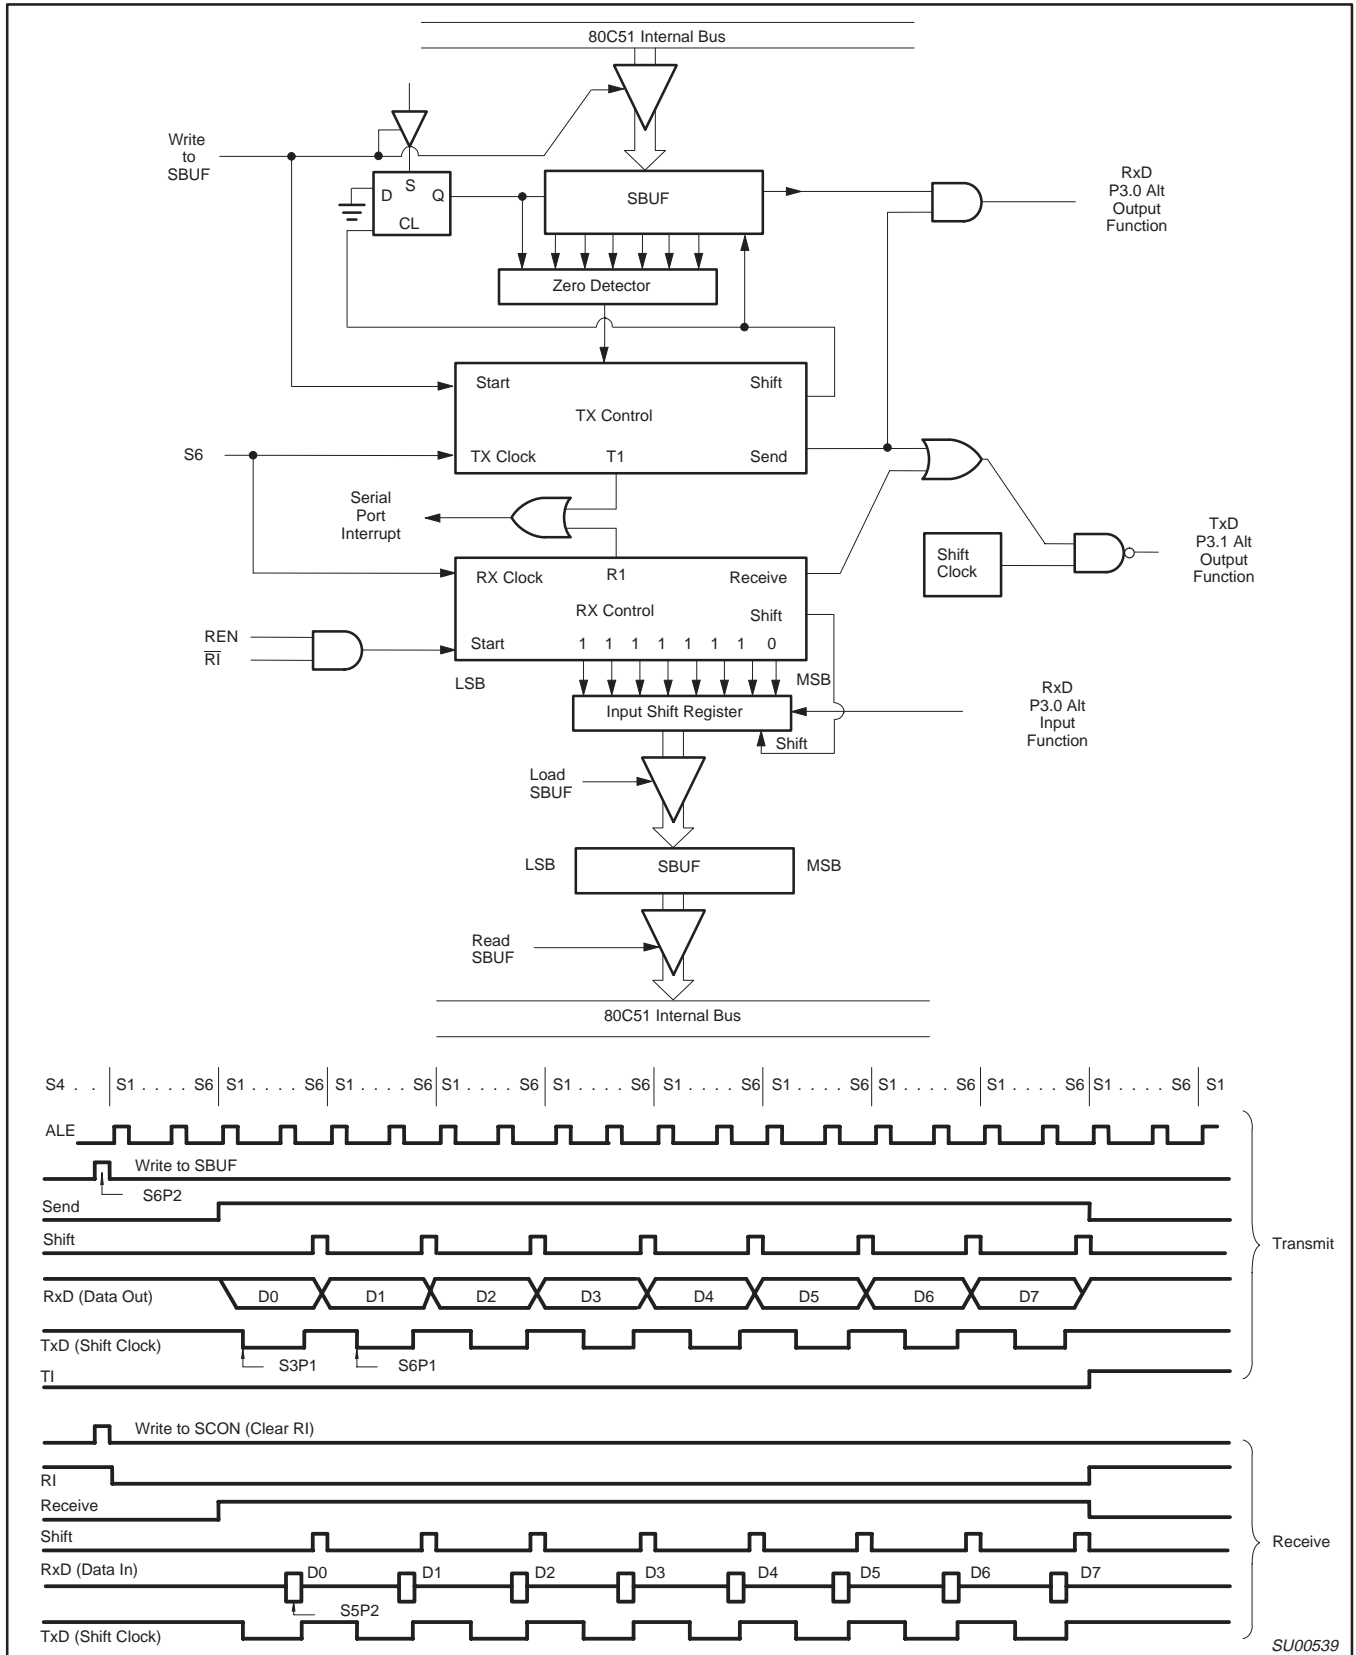 80C51 Internal Bus
Write
to
SBUF
S
D Q
CL
SBUF
RxD
P3.0 Alt
Output
Function
Zero Detector
Start Shift
TX Control
S6
TX Clock T1 Send
Serial
Port
Interrupt
TxD
P3.1 Alt
Output
Function
Shift
Clock
RX Clock R1 Receive
RX Control
Shift
REN
RI
Start 1 1 1 1 1 1 1 0
LSB MSB
Input Shift Register
RxD
P3.0 Alt
Input
Function
Shift
Load
SBUF
LSB SBUF MSB
Read
SBUF
80C51 Internal Bus
S4 . . S1 . . . . S6 S1 . . . . S6 S1 . . . . S6 S1 . . . . S6 S1 . . . . S6 S1 . . . . S6 S1 . . . . S6 S1 . . . . S6 S1 . . . . S6 S1 . . . . S6 S1
ALE
Write to SBUF
S6P2
Send
Shift
Transmit
RxD (Data Out) D0 D1 D2 D3 D4 D5 D6 D7
TxD (Shift Clock)
S3P1 S6P1
TI
Write to SCON (Clear RI)
RI
Receive
Shift
Receive
RxD (Data In) D0 D1 D2 D3 D4 D5 D6 D7
S5P2
TxD (Shift Clock)
SU00539